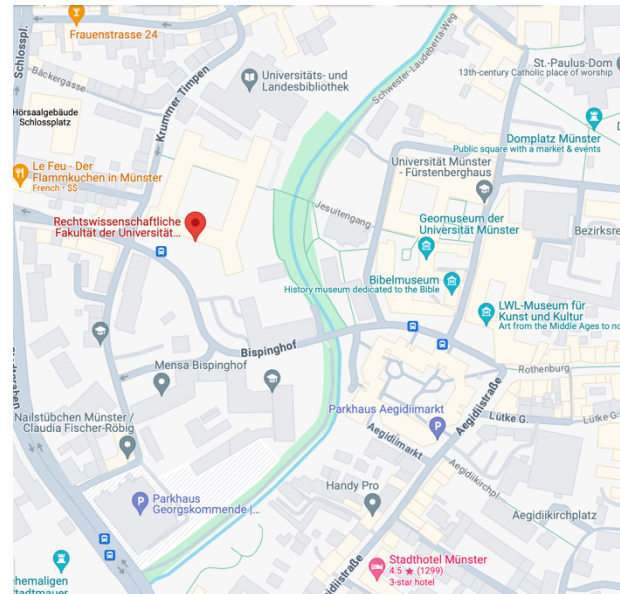 Frauenstrasse 24
Schlosspl.
Bäckergasse
Krummer Timpen
Universitäts- und
Landesbibliothek
Schwester-Laudeberta-Weg
St.-Paulus-Dom
13th-century Catholic place of worship
Hörsaalgebäude
Schlossplatz
Domplatz Münster
Public square with a market & events
Le Feu - Der
Flammkuchen in Münster
French · $$
Universität Münster
- Fürstenberghaus
Jesuitengang
Rechtswissenschaftliche
Fakultät der Universität...
Geomuseum der
Universität Münster
Bezirksre
Bibelmuseum
History museum dedicated to the Bible
LWL-Museum für
Kunst und Kultur
Art from the Middle Ages to no
Bispinghof
Mensa Bispinghof
Rothenburg
Aegidiistraße
Parkhaus Aegidiimarkt
Lütke G.
Lütke G.
Nailstübchen Münster /
Claudia Fischer-Röbig
Aegidiimarkt
Aegidiikirchpl
Handy Pro
Parkhaus
Georgskommende |...
Aegidiikirchplatz
Stadthotel Münster
4.5 ★ (1299)
3-star hotel
ehemaligen
tadtmauer